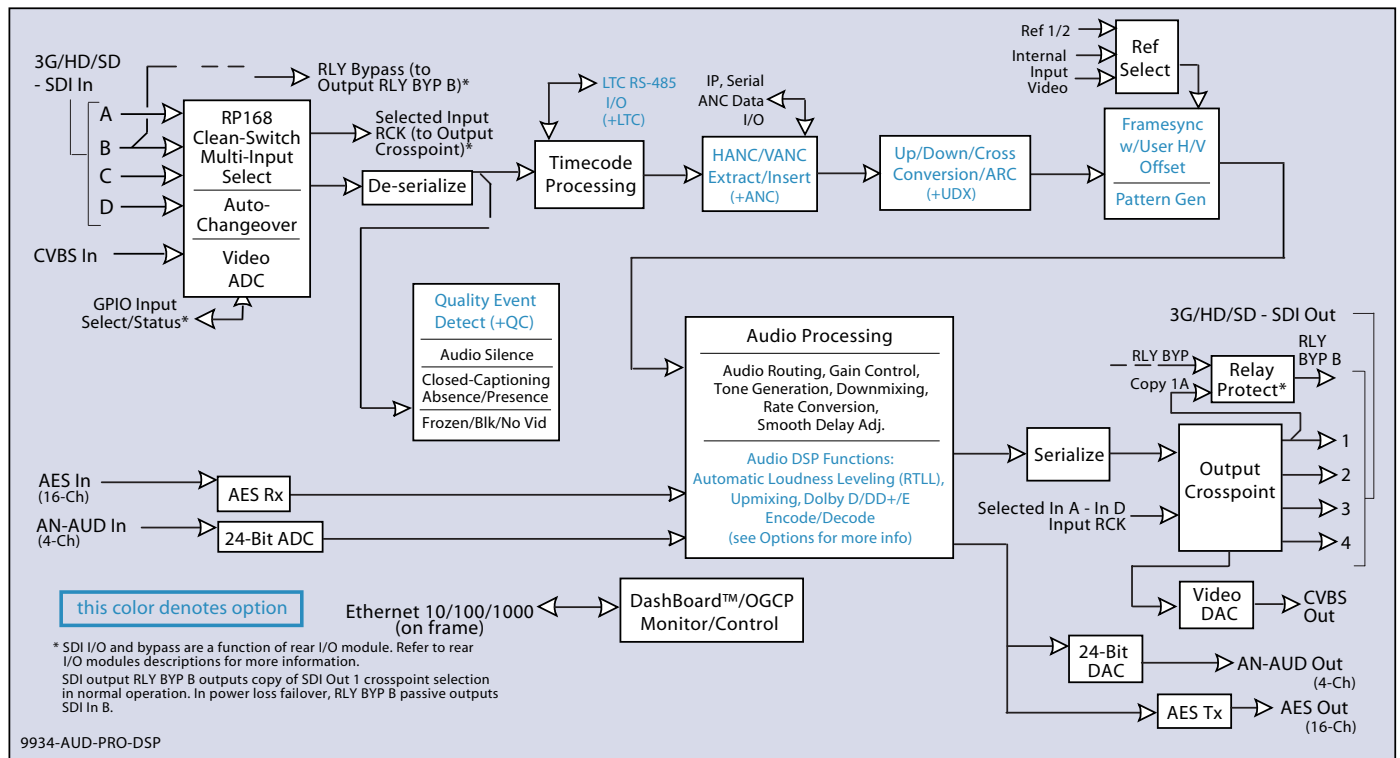 3G/HD/SD
- SDI In
A
B
C
D
CVBS In
GPIO Input
Select/Status*
RP168
Clean-Switch
Multi-Input
Select
Auto-
Changeover
Video
ADC
RLY Bypass (to
Output RLY BYP B)*
Selected Input
RCK (to Output
Crosspoint)*
De-serialize
LTC RS-485
I/O
(+LTC)
Timecode
Processing
IP, Serial
ANC Data
I/O
HANC/VANC
Extract/Insert
(+ANC)
Up/Down/Cross
Conversion/ARC
(+UDX)
Ref 1/2
Internal
Input
Video
Ref
Select
Framesync
w/User H/V
Offset
Pattern Gen
Quality Event
Detect (+QC)
Audio Silence
Closed-Captioning
Absence/Presence
Frozen/Blk/No Vid
Audio Processing
Audio Routing, Gain Control,
Tone Generation, Downmixing,
Rate Conversion,
Smooth Delay Adj.
Audio DSP Functions:
Automatic Loudness Leveling (RTLL),
Upmixing, Dolby D/DD+/E
Encode/Decode
(see Options for more info)
AES In
(16-Ch)
AES Rx
AN-AUD In
(4-Ch)
24-Bit ADC
3G/HD/SD - SDI Out
RLY BYP
Copy 1A
Relay
Protect*
RLY
BYP B
Serialize
Selected In A - In D
Input RCK
Output
Crosspoint
1
2
3
4
Video
DAC
CVBS
Out
24-Bit
DAC
AN-AUD Out
(4-Ch)
AES Tx
AES Out
(16-Ch)
this color denotes option
Ethernet 10/100/1000
(on frame)
DashBoard™/OGCP
Monitor/Control
* SDI I/O and bypass are a function of rear I/O module. Refer to rear
I/O modules descriptions for more information.
SDI output RLY BYP B outputs copy of SDI Out 1 crosspoint selection
in normal operation. In power loss failover, RLY BYP B passive outputs
SDI In B.
9934-AUD-PRO-DSP